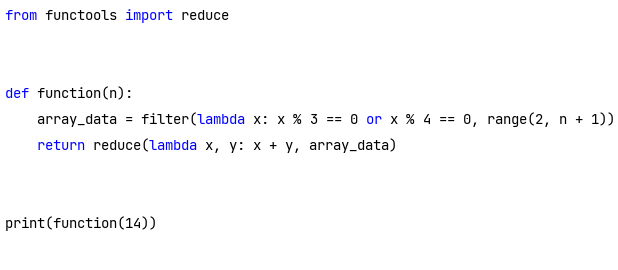 from functools import reduce
def function(n):
    array_data = filter(lambda x: x % 3 == 0 or x % 4 == 0, range(2, n + 1))
    return reduce(lambda x, y: x + y, array_data)
print(function(14))